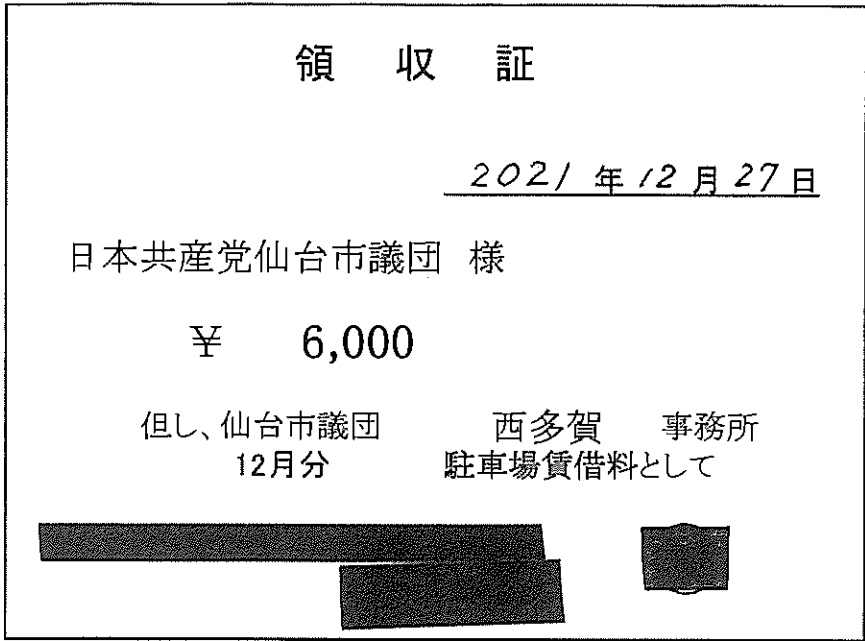 領 収 証
2021 年 12 月 27 日
日本共産党仙台市議団 様
¥ 6,000
但し、仙台市議団 西多賀 事務所
12月分 駐車場賃借料として